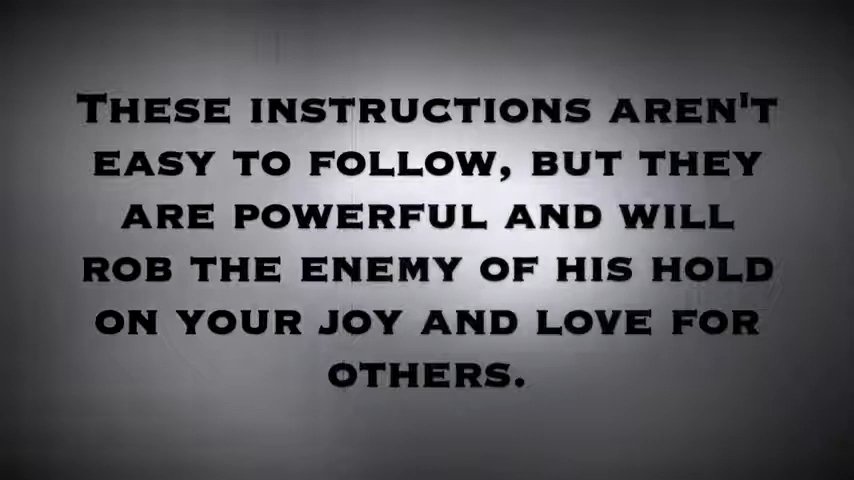 These instructions aren't
easy to follow, but they
are powerful and will
rob the enemy of his hold
on your joy and love for
others.